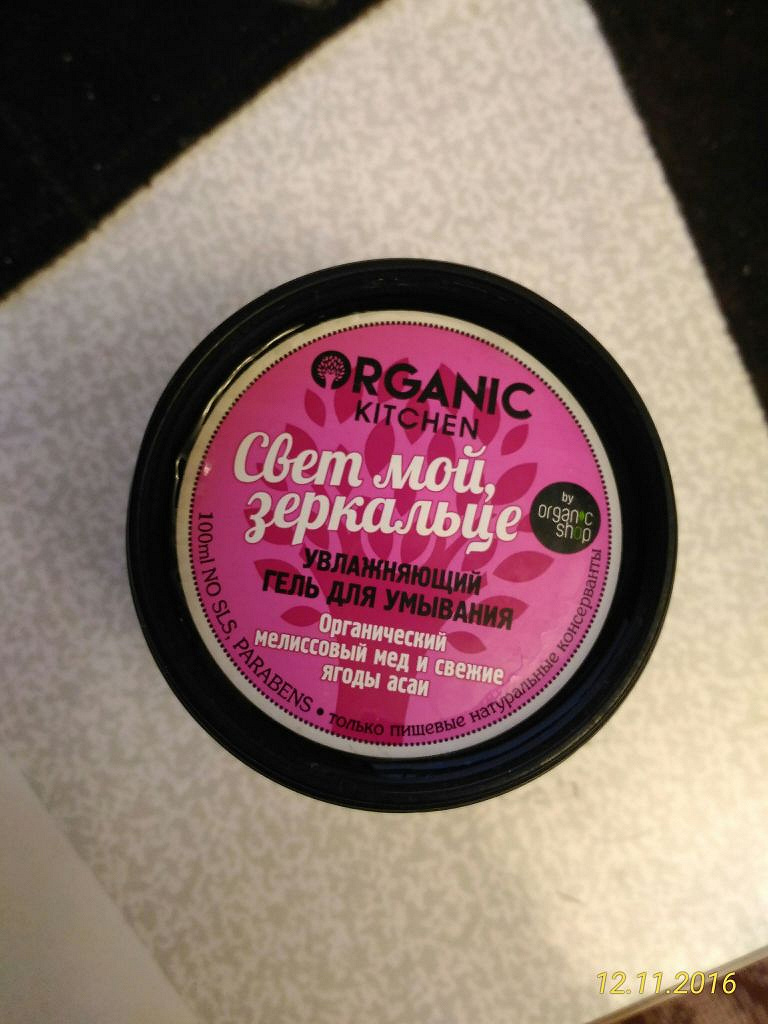 ORGANIC
KITCHEN
Свет мой,
зеркальце
by
organic
shop
УВЛАЖНЯЮЩИЙ
ГЕЛЬ ДЛЯ УМЫВАНИЯ
Органический
мелиссовый мед и свежие
ягоды асаи
100ml NO SLS, PARABENS • только пищевые натуральные консерванты
12.11.2016